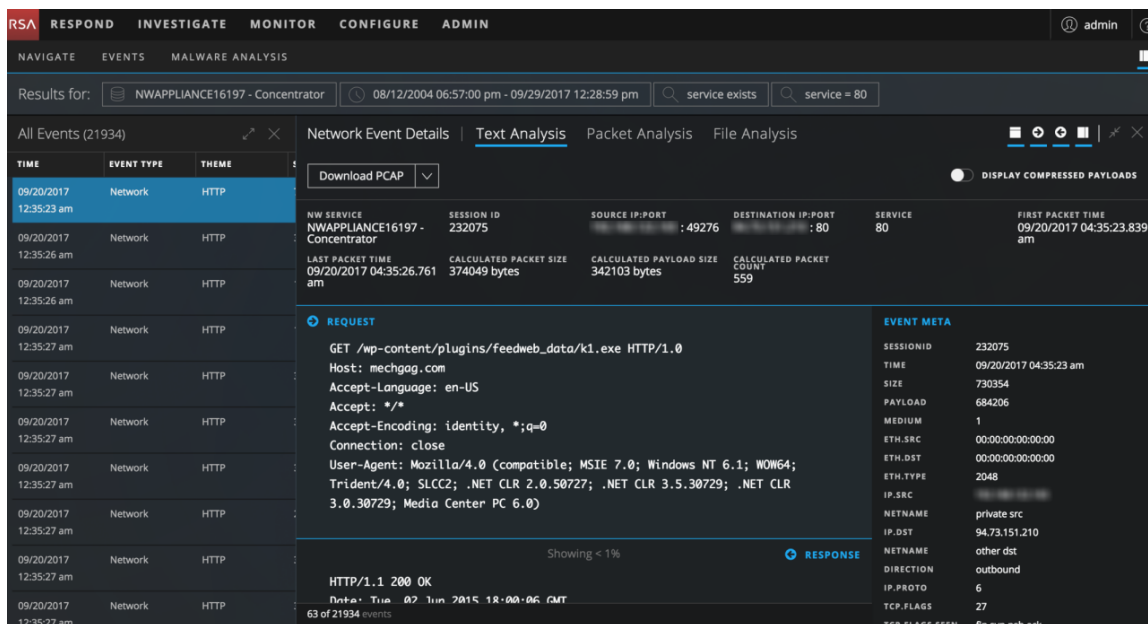 RSA RESPOND INVESTIGATE MONITOR CONFIGURE ADMIN admin
NAVIGATE EVENTS MALWARE ANALYSIS
Results for: NWAPPLIANCE16197 - Concentrator 08/12/2004 06:57:00 pm - 09/29/2017 12:28:59 pm service exists service = 80
All Events (21934)
TIME EVENT TYPE THEME
09/20/2017 Network HTTP
12:35:23 am
09/20/2017 Network HTTP
12:35:26 am
09/20/2017 Network HTTP
12:35:26 am
09/20/2017 Network HTTP
12:35:27 am
09/20/2017 Network HTTP
12:35:27 am
09/20/2017 Network HTTP
12:35:27 am
09/20/2017 Network HTTP
12:35:27 am
09/20/2017 Network HTTP
12:35:27 am
09/20/2017 Network HTTP
12:35:27 am
09/20/2017 Network HTTP
12:35:27 am
Network Event Details Text Analysis Packet Analysis File Analysis
Download PCAP DISPLAY COMPRESSED PAYLOADS
NW SERVICE SESSION ID SOURCE IP:PORT DESTINATION IP:PORT SERVICE FIRST PACKET TIME
NWAPPLIANCE16197 - 232075 : 49276 : 80 80 09/20/2017 04:35:23.839
Concentrator am
LAST PACKET TIME CALCULATED PACKET SIZE CALCULATED PAYLOAD SIZE CALCULATED PACKET
COUNT
09/20/2017 04:35:26.761 374049 bytes 342103 bytes 559
am
REQUEST
GET /wp-content/plugins/feedweb_data/k1.exe HTTP/1.0
Host: mechgag.com
Accept-Language: en-US
Accept: */*
Accept-Encoding: identity, *;q=0
Connection: close
User-Agent: Mozilla/4.0 (compatible; MSIE 7.0; Windows NT 6.1; WOW64;
Trident/4.0; SLCC2; .NET CLR 2.0.50727; .NET CLR 3.5.30729; .NET CLR
3.0.30729; Media Center PC 6.0)
Showing < 1% RESPONSE
HTTP/1.1 200 OK
Date: Tue, 02 Jun 2015 18:00:06 GMT
63 of 21934 events
EVENT META
SESSIONID 232075
TIME 09/20/2017 04:35:23 am
SIZE 730354
PAYLOAD 684206
MEDIUM 1
ETH.SRC 00:00:00:00:00:00
ETH.DST 00:00:00:00:00:00
ETH.TYPE 2048
IP.SRC
NETNAME private src
IP.DST 94.73.151.210
NETNAME other dst
DIRECTION outbound
IP.PROTO 6
TCP.FLAGS 27